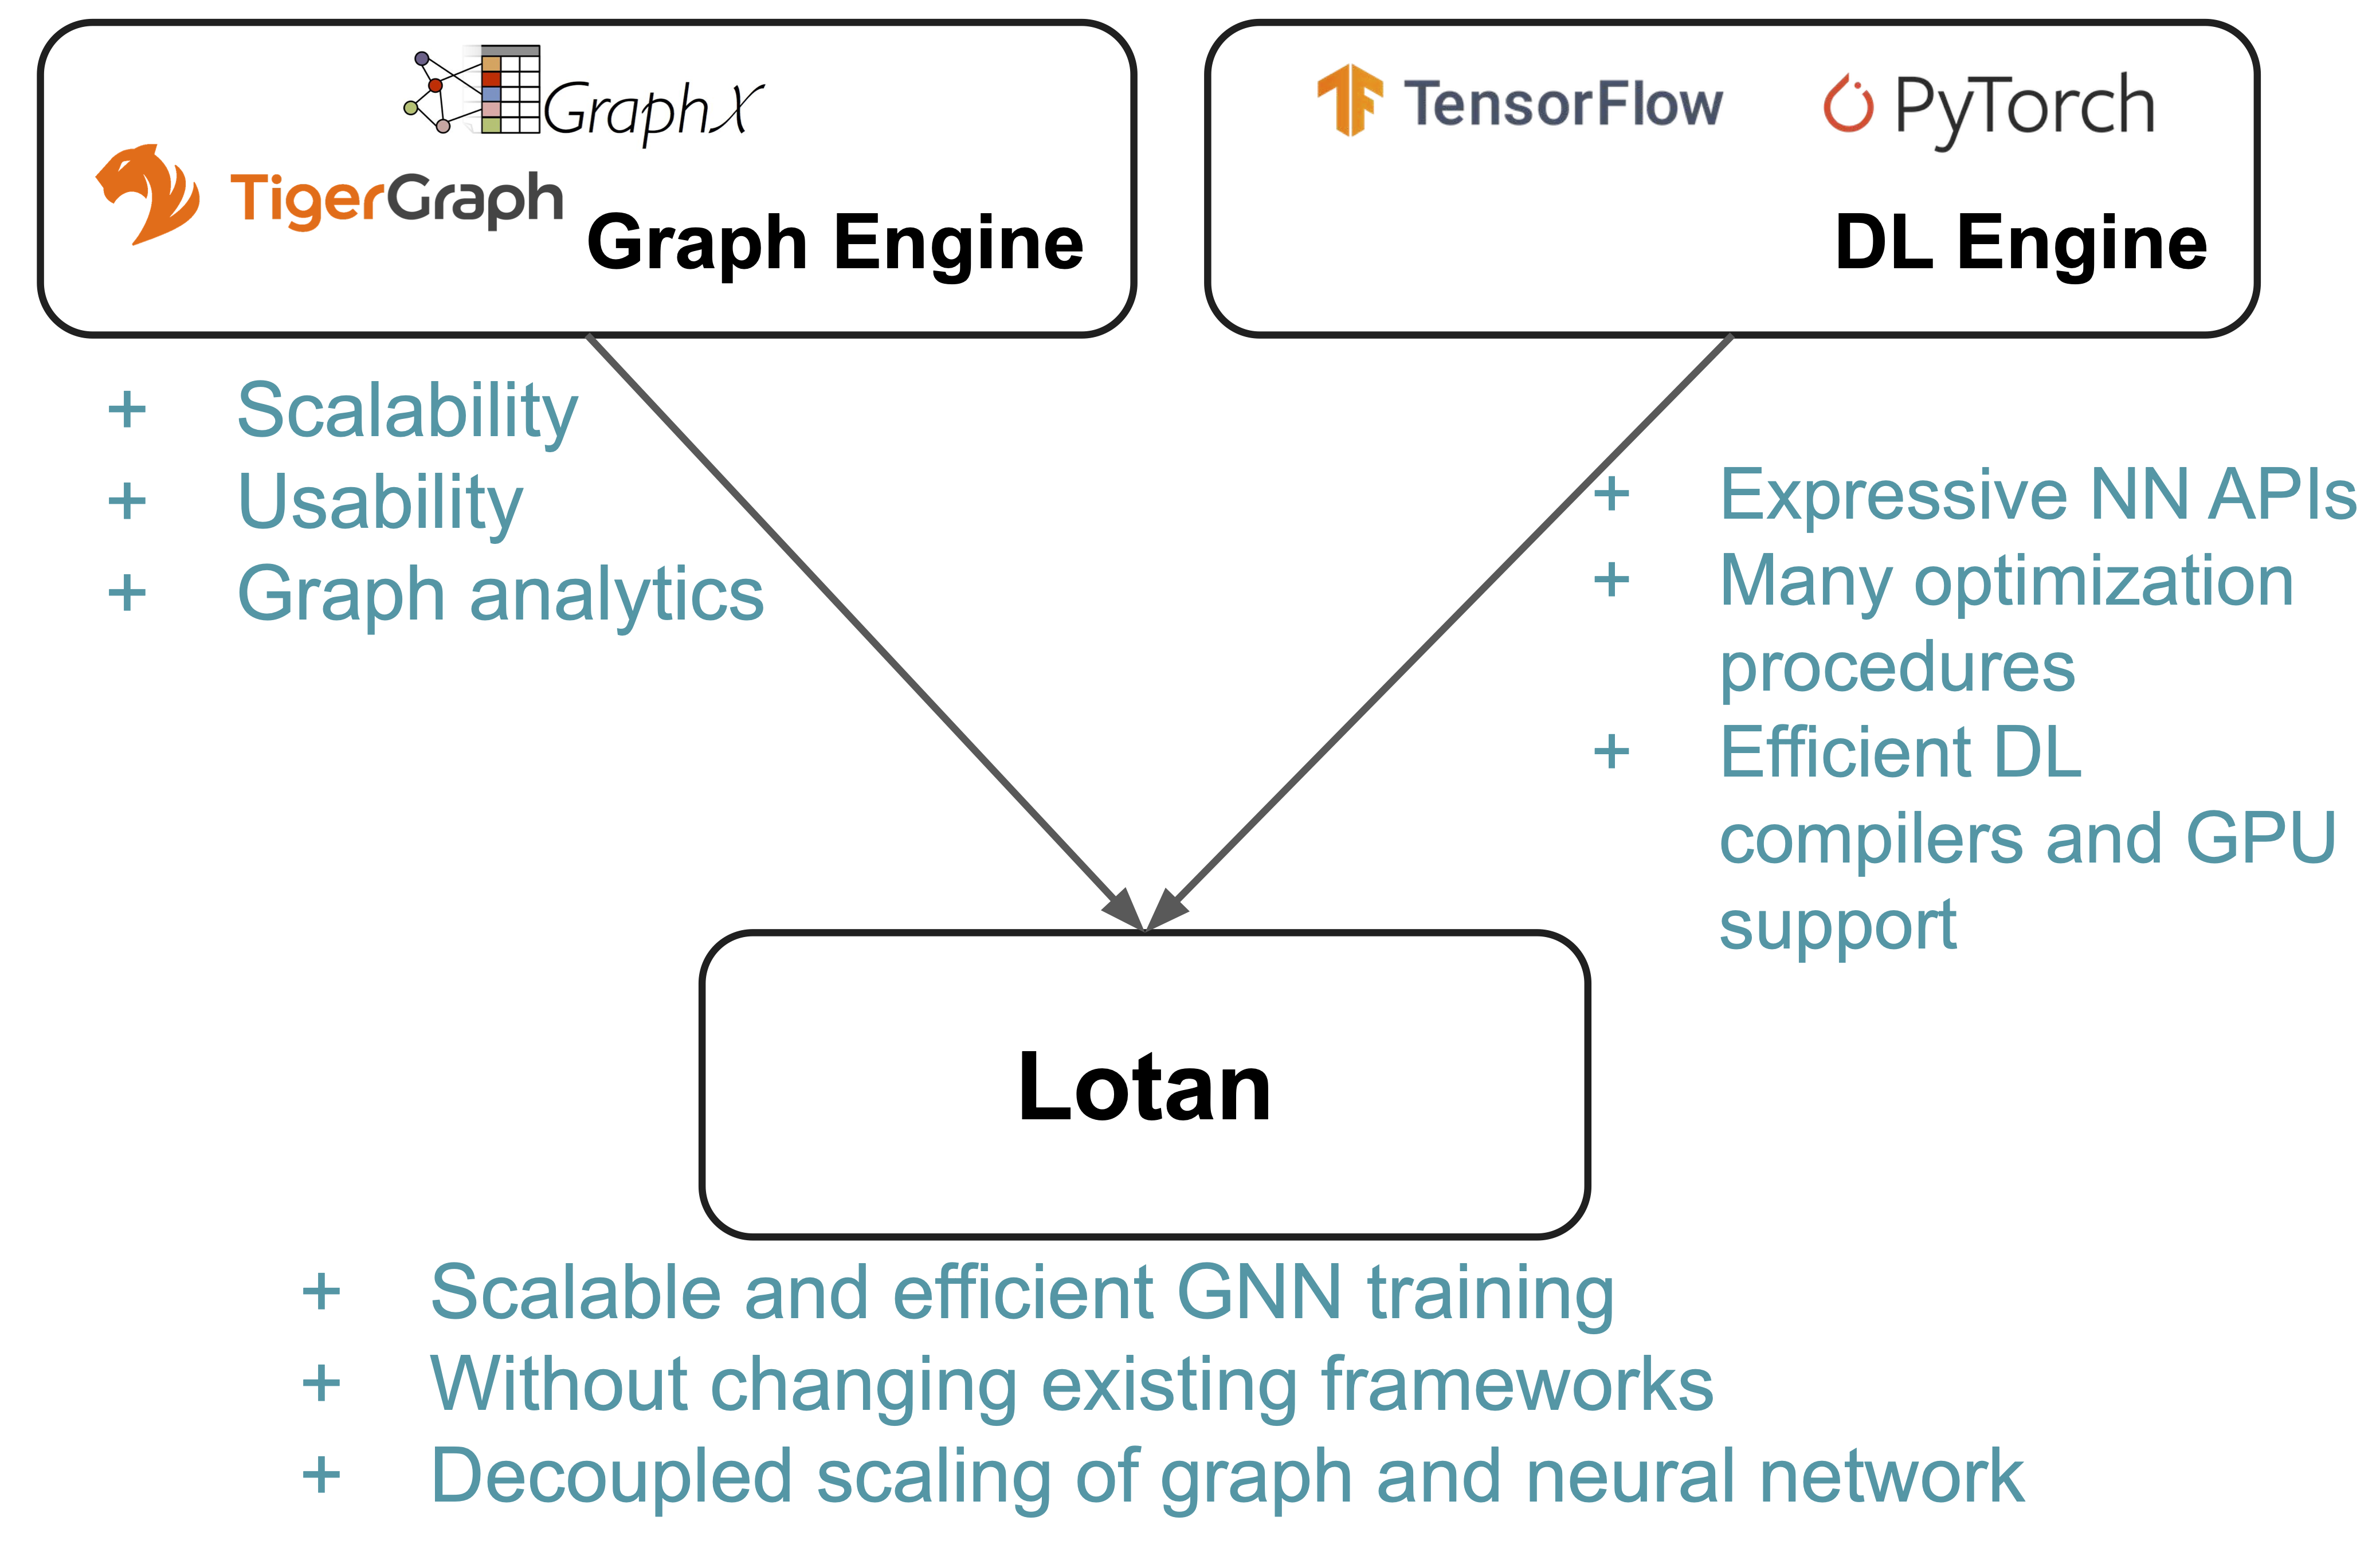 GraphX
TigerGraph
Graph Engine
TensorFlow
PyTorch
DL Engine
+ Scalability
+ Usability
+ Graph analytics
+ Expressive NN APIs
+ Many optimization
procedures
+ Efficient DL
compilers and GPU
support
Lotan
+ Scalable and efficient GNN training
+ Without changing existing frameworks
+ Decoupled scaling of graph and neural network